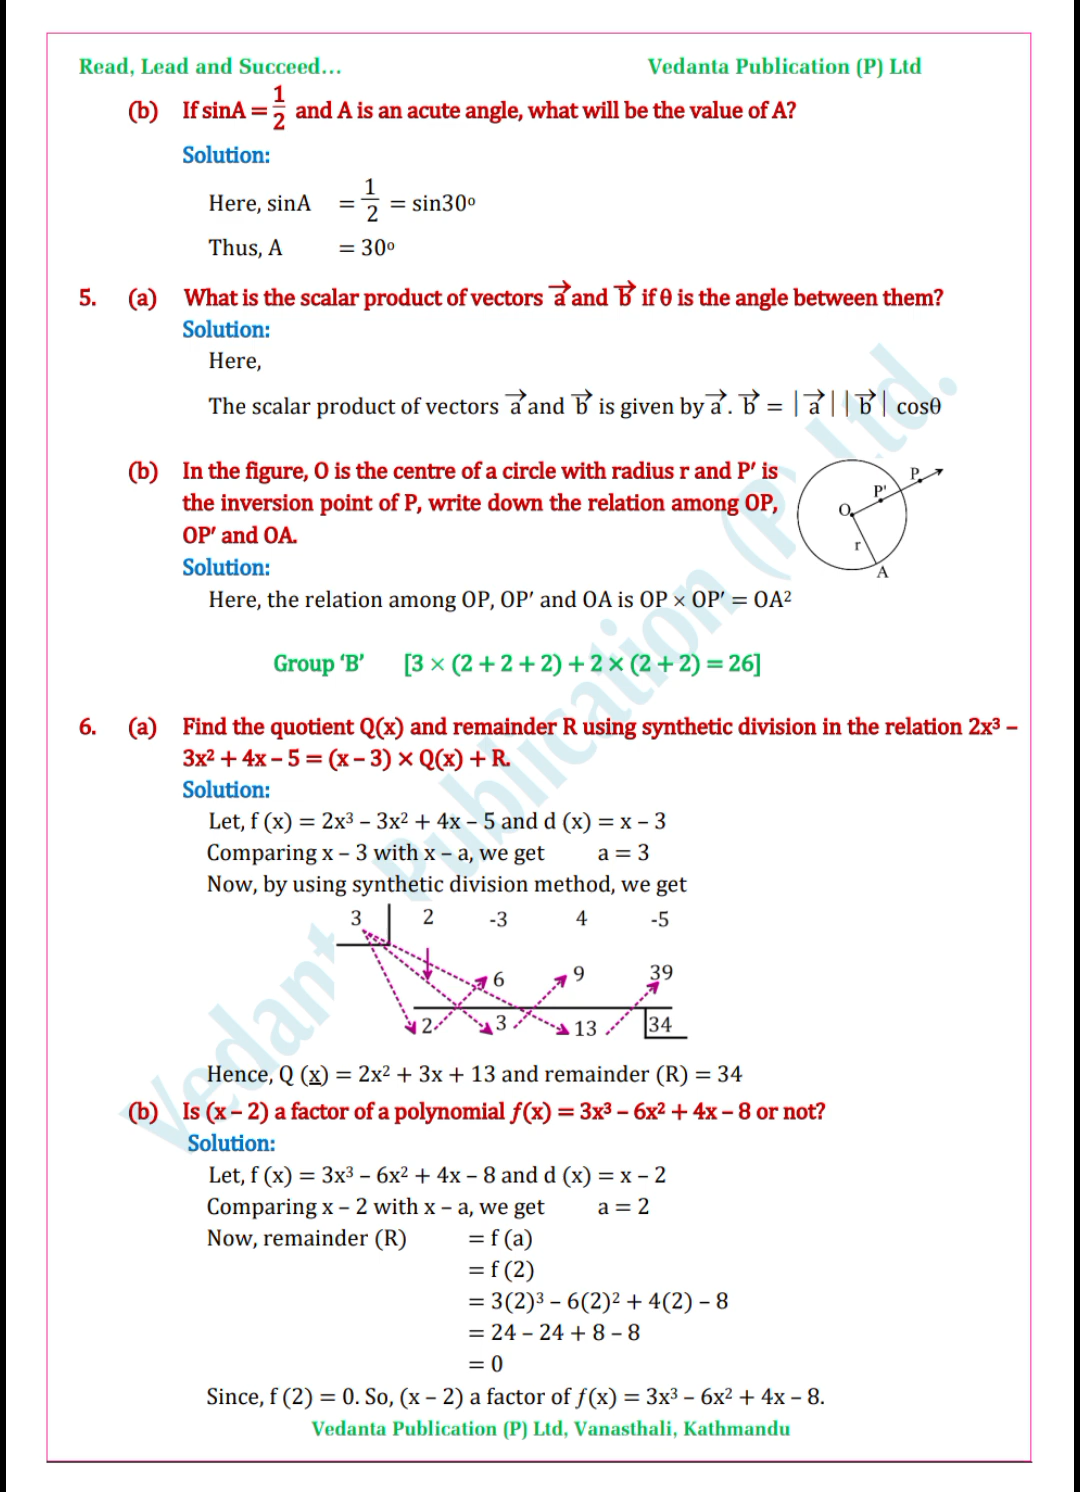 Read, Lead and Succeed...
Vedanta Publication (P) Ltd
(b) If sinA = 1/2 and A is an acute angle, what will be the value of A?
Solution:
Here, sinA = 1/2 = sin30°
Thus, A = 30°
5. (a) What is the scalar product of vectors a⃗ and b⃗ if θ is the angle between them?
Solution:
Here,
The scalar product of vectors a⃗ and b⃗ is given by a⃗ . b⃗ = |a⃗| |b⃗| cosθ
(b) In the figure, O is the centre of a circle with radius r and P′ is
the inversion point of P, write down the relation among OP,
OP′ and OA.
P
P'
O
r
A
Solution:
Here, the relation among OP, OP′ and OA is OP × OP′ = OA²
Group ‘B’ [3 × (2 + 2 + 2) + 2 × (2 + 2) = 26]
6. (a) Find the quotient Q(x) and remainder R using synthetic division in the relation 2x³ –
3x² + 4x – 5 = (x – 3) × Q(x) + R.
Solution:
Let, f (x) = 2x³ – 3x² + 4x – 5 and d (x) = x – 3
Comparing x – 3 with x – a, we get a = 3
Now, by using synthetic division method, we get
3 2 -3 4 -5
6 9 39
2 3 13 34
Hence, Q (x) = 2x² + 3x + 13 and remainder (R) = 34
(b) Is (x – 2) a factor of a polynomial f(x) = 3x³ – 6x² + 4x – 8 or not?
Solution:
Let, f (x) = 3x³ – 6x² + 4x – 8 and d (x) = x – 2
Comparing x – 2 with x – a, we get a = 2
Now, remainder (R) = f (a)
= f (2)
= 3(2)³ – 6(2)² + 4(2) – 8
= 24 – 24 + 8 – 8
= 0
Since, f (2) = 0. So, (x – 2) a factor of f(x) = 3x³ – 6x² + 4x – 8.
Vedanta Publication (P) Ltd, Vanasthali, Kathmandu
Vedanta Publication (P) Ltd.